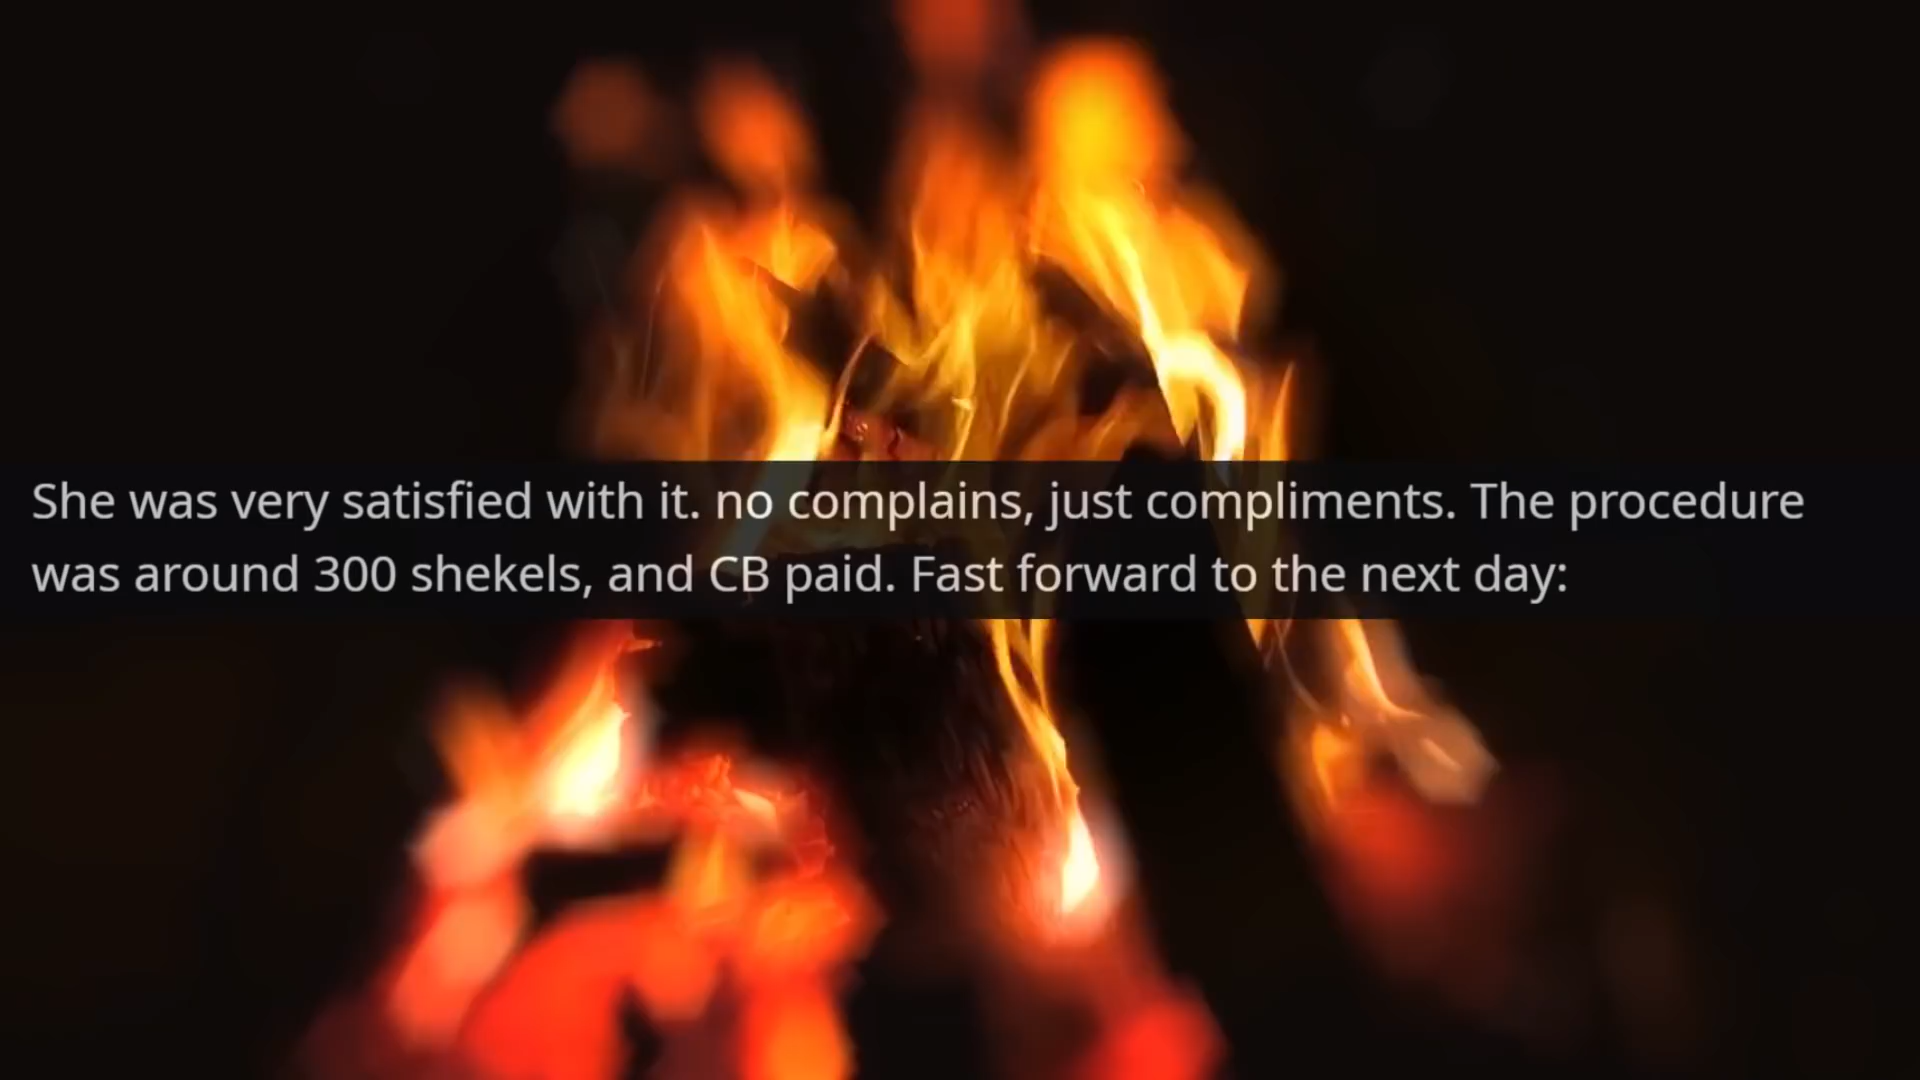 She was very satisfied with it. no complains, just compliments. The procedure
was around 300 shekels, and CB paid. Fast forward to the next day: